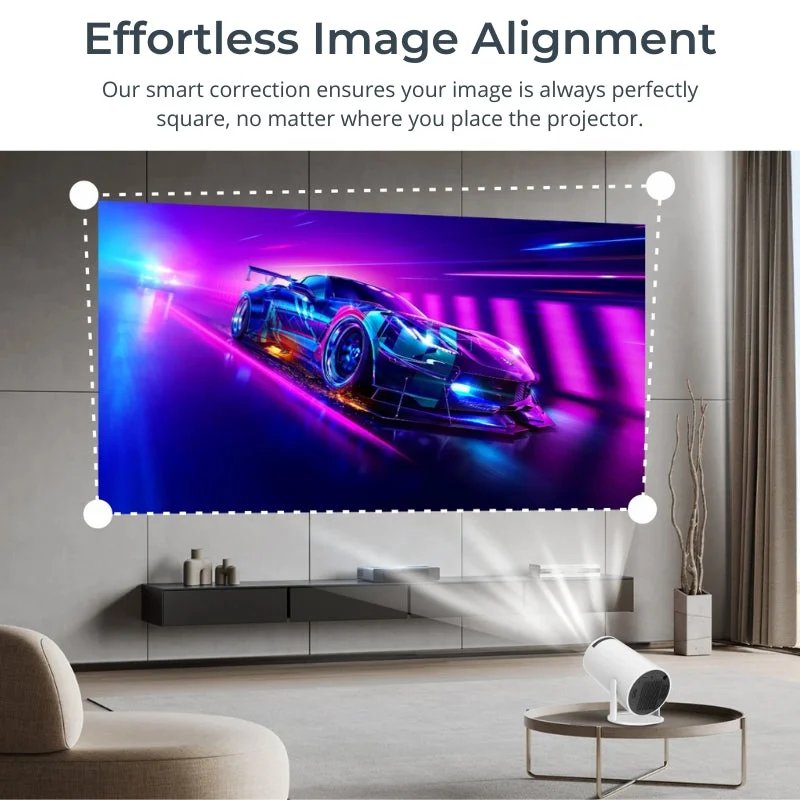 Effortless Image Alignment
Our smart correction ensures your image is always perfectly
square, no matter where you place the projector.